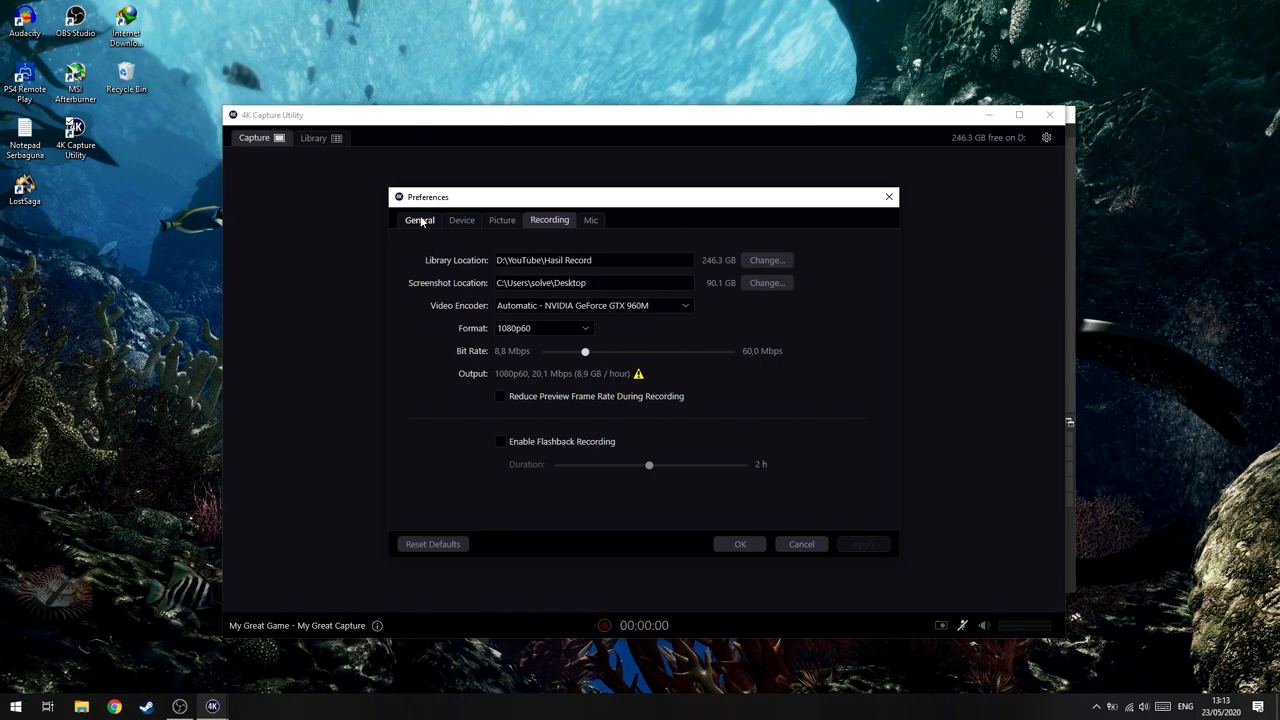 Audacity
OBS Studio
Internet
Downlo...
PS4 Remote
Play
MSI
Afterburner
Recycle Bin
Notepad
Serbaguna
4K Capture
Utility
LostSaga
4K Capture Utility
Capture
Library
246.3 GB free on D:
Preferences
General
Device
Picture
Recording
Mic
Library Location:
D:\YouTube\Hasil Record
246.3 GB
Change...
Screenshot Location:
C:\Users\solve\Desktop
90.1 GB
Change...
Video Encoder:
Automatic - NVIDIA GeForce GTX 960M
Format:
1080p60
Bit Rate:
8,8 Mbps
60,0 Mbps
Output:
1080p60, 20,1 Mbps (8,9 GB / hour)
Reduce Preview Frame Rate During Recording
Enable Flashback Recording
Duration:
2 h
Reset Defaults
OK
Cancel
Apply
My Great Game - My Great Capture
00:00:00
4K
ENG
13:13
23/05/2020